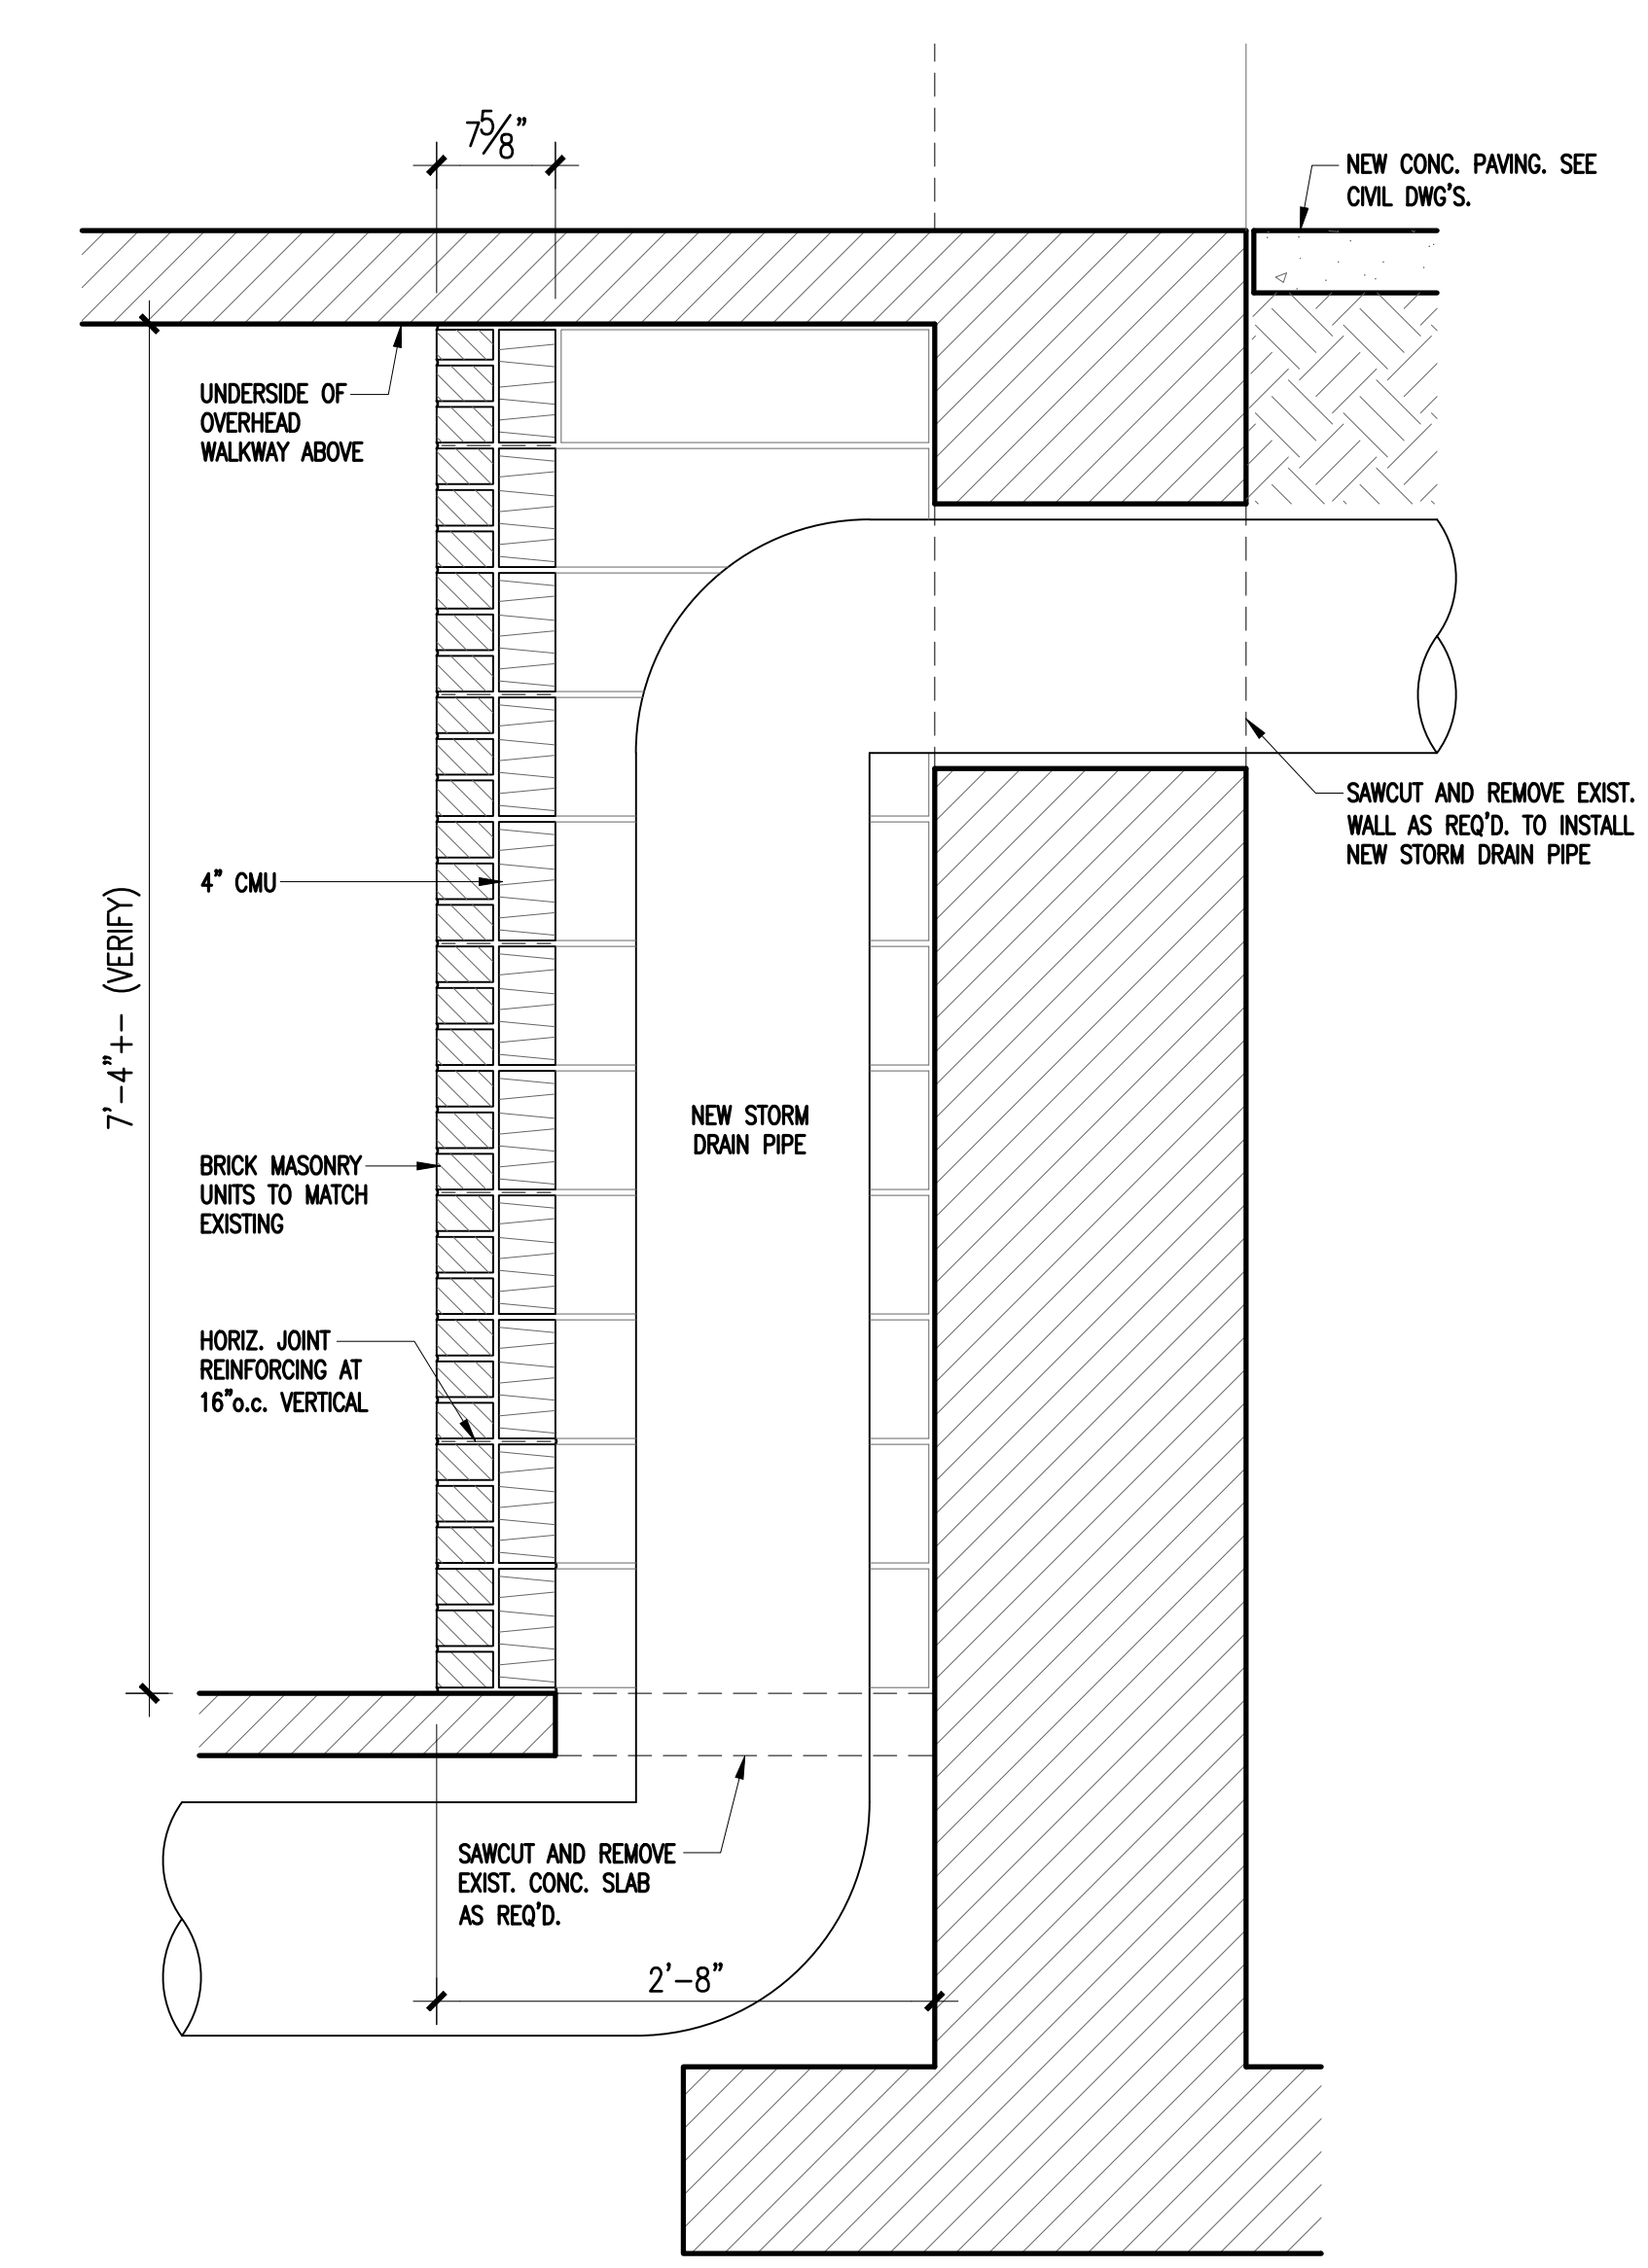 7 5/8"
NEW CONC. PAVING. SEE
CIVIL DWG'S.
UNDERSIDE OF
OVERHEAD
WALKWAY ABOVE
SAWCUT AND REMOVE EXIST.
WALL AS REQ'D. TO INSTALL
NEW STORM DRAIN PIPE
4" CMU
7'-4"+- (VERIFY)
NEW STORM
DRAIN PIPE
BRICK MASONRY
UNITS TO MATCH
EXISTING
HORIZ. JOINT
REINFORCING AT
16"o.c. VERTICAL
SAWCUT AND REMOVE
EXIST. CONC. SLAB
AS REQ'D.
2'-8"